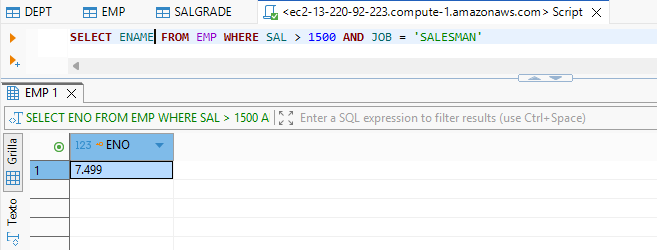 DEPT EMP SALGRADE <ec2-13-220-92-223.compute-1.amazonaws.com> Script
SELECT ENAME FROM EMP WHERE SAL > 1500 AND JOB = 'SALESMAN'
EMP 1
SELECT ENO FROM EMP WHERE SAL > 1500 A Enter a SQL expression to filter results (use Ctrl+Space)
Grilla
Texto
123 ENO
1 7.499